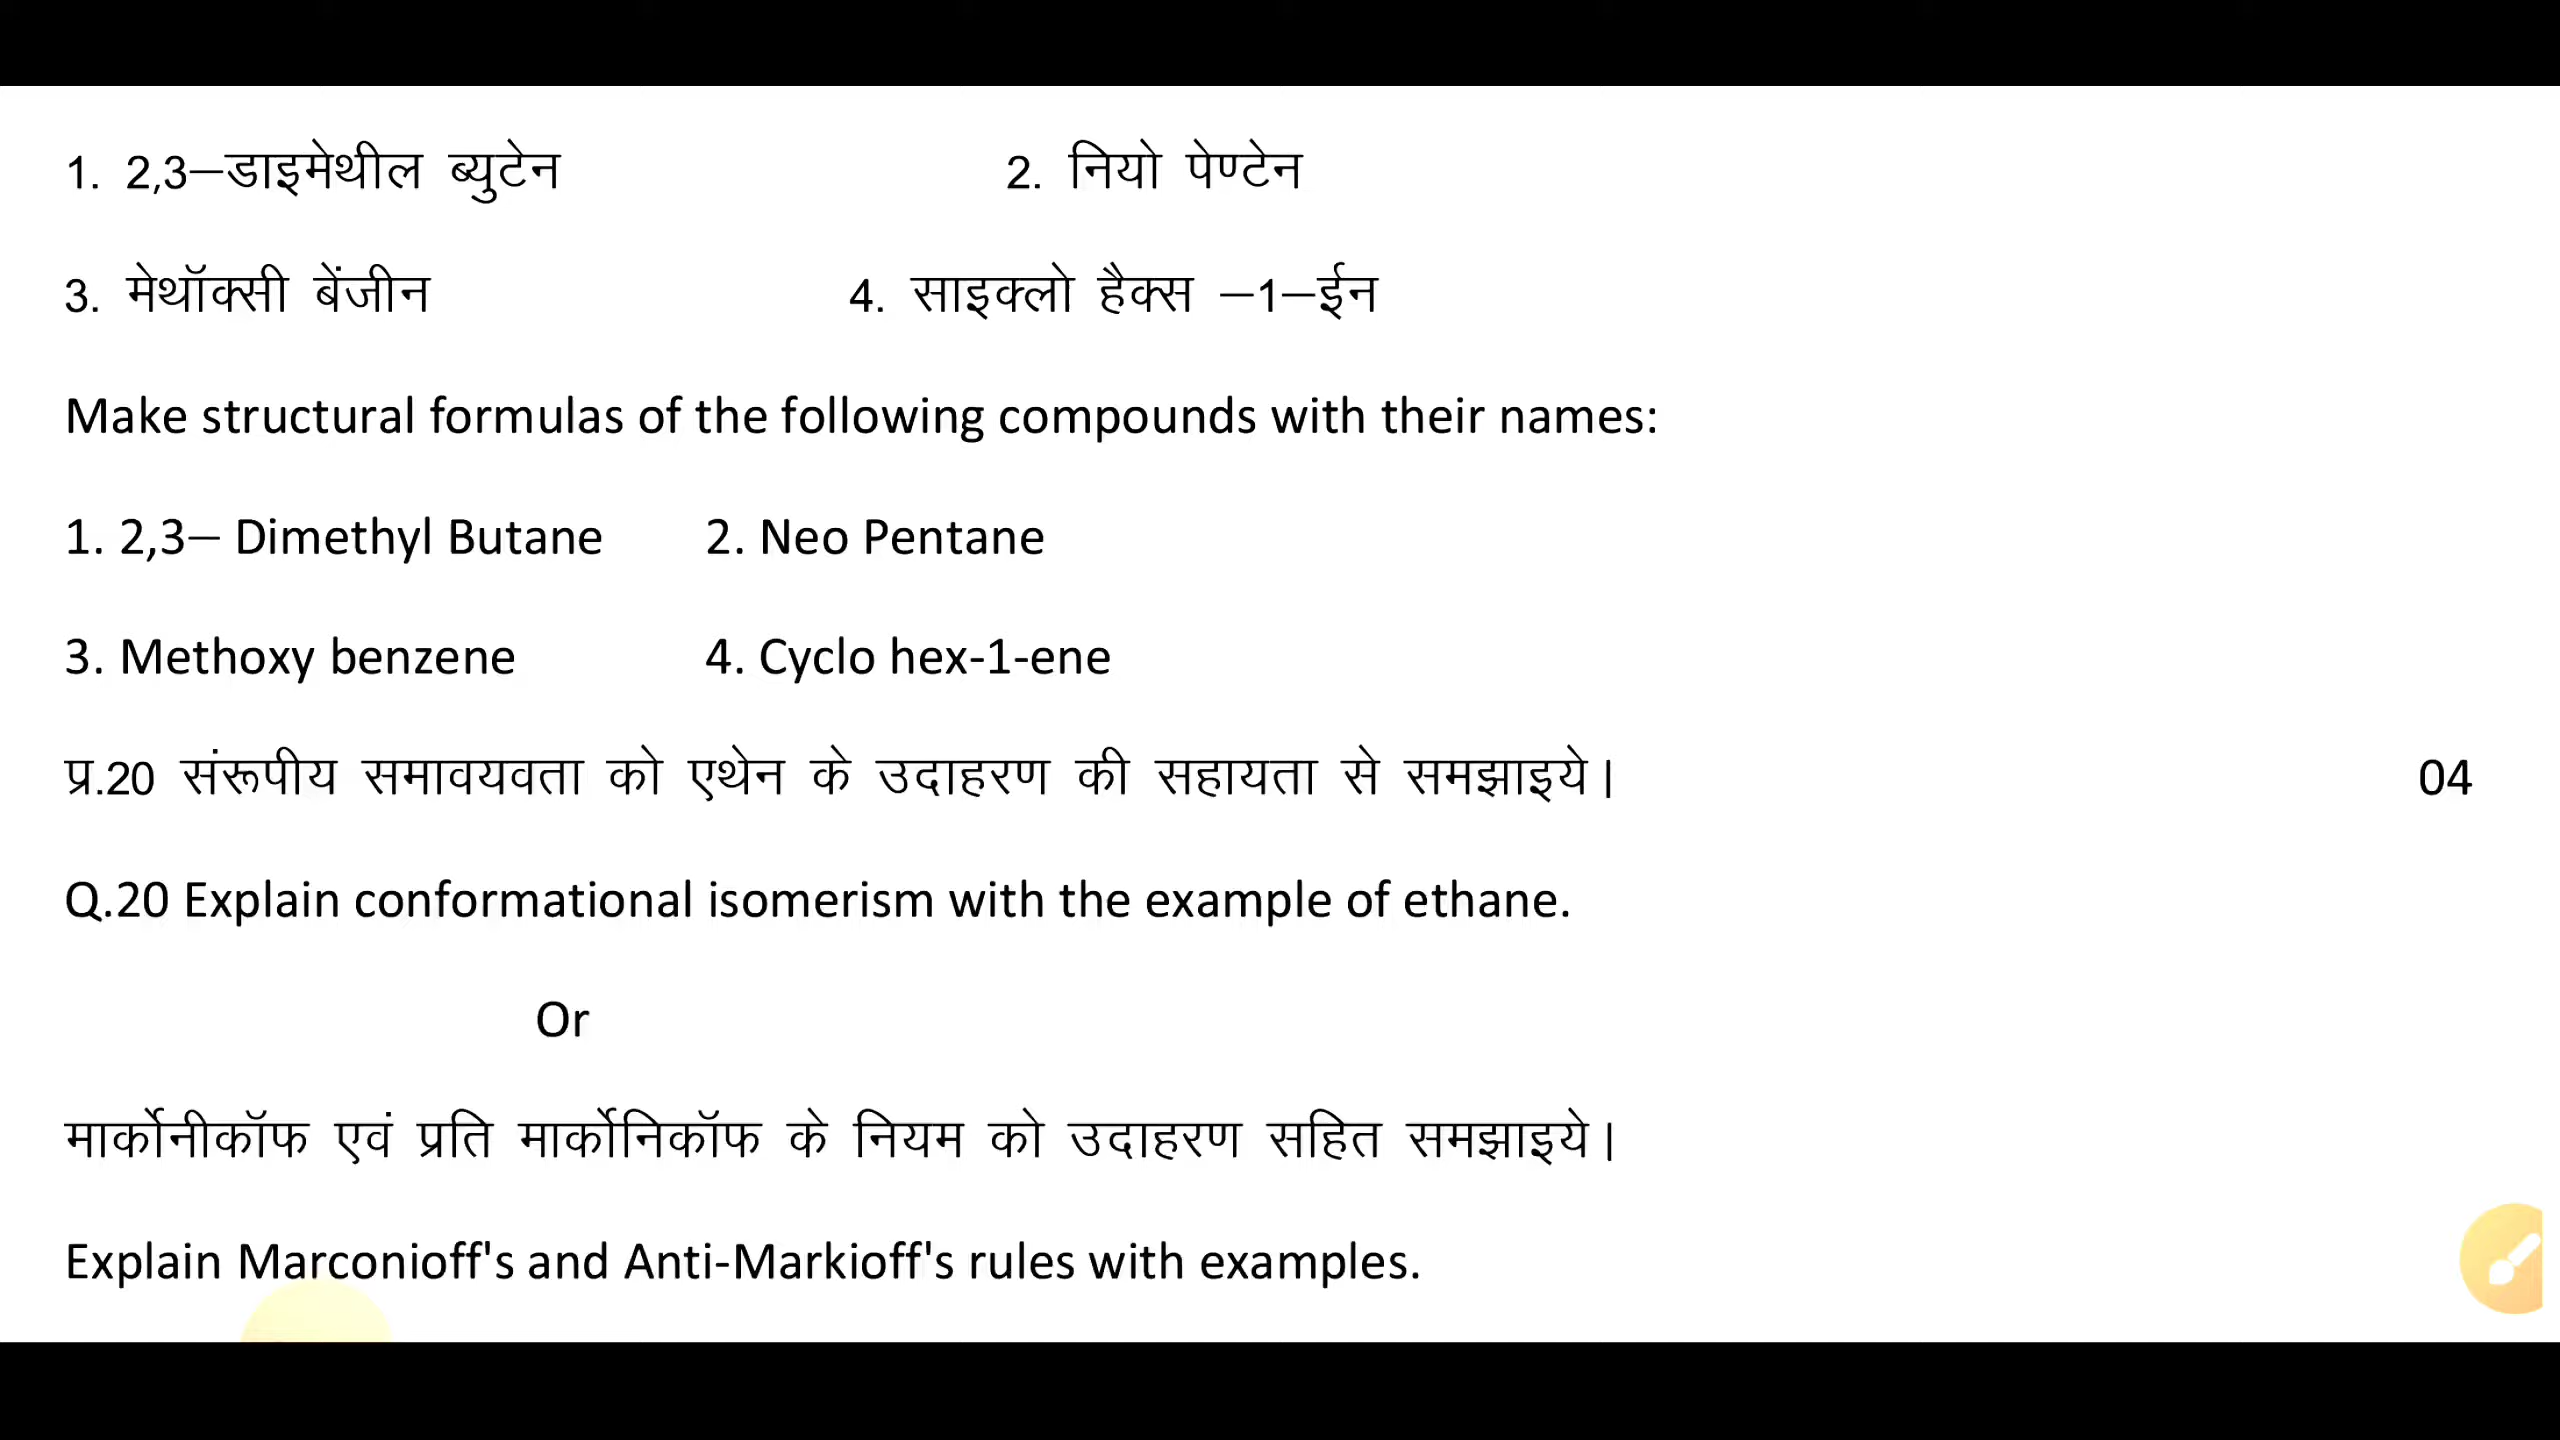 1. 2,3–डाइमेथील ब्युटेन 2. नियो पेण्टेन
3. मेथॉक्सी बेंजीन 4. साइक्लो हैक्स –1–ईन
Make structural formulas of the following compounds with their names:
1. 2,3– Dimethyl Butane 2. Neo Pentane
3. Methoxy benzene 4. Cyclo hex-1-ene
प्र.20 संरूपीय समावयवता को एथेन के उदाहरण की सहायता से समझाइये। 04
Q.20 Explain conformational isomerism with the example of ethane.
Or
मार्कोनीकॉफ एवं प्रति मार्कोनिकॉफ के नियम को उदाहरण सहित समझाइये।
Explain Marconioff's and Anti-Markioff's rules with examples.